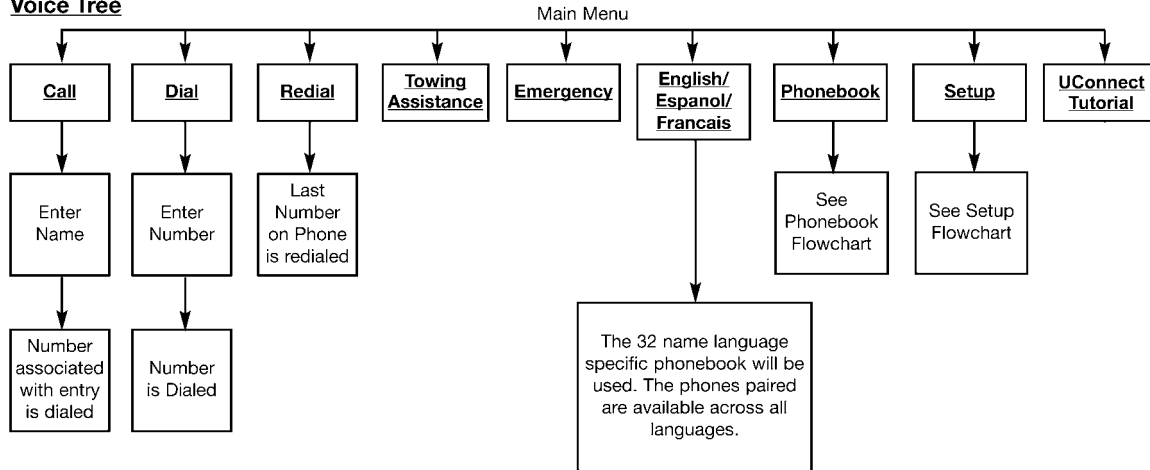 Voice Tree
Main Menu
Call
Dial
Redial
Towing
Assistance
Emergency
English/
Espanol/
Francais
Phonebook
Setup
UConnect
Tutorial
Enter
Name
Enter
Number
Last
Number
on Phone
is redialed
See
Phonebook
Flowchart
See Setup
Flowchart
Number
associated
with entry
is dialed
Number
is Dialed
The 32 name language
specific phonebook will be
used. The phones paired
are available across all
languages.